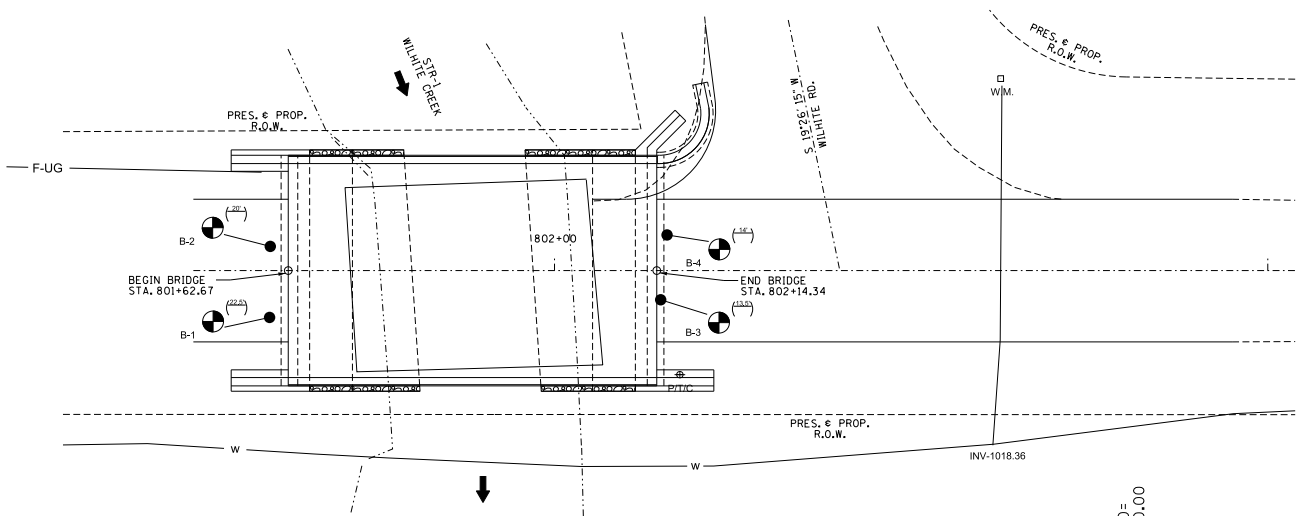 STR-1
WILHITE CREEK
PRES. & PROP.
R.O.W.
PRES. & PROP.
R.O.W.
WILHITE RD.
S 19°26'15" W
W.M.
F-UG
(20')
B-2
802+00
(14')
B-4
BEGIN BRIDGE
STA. 801+62.67
END BRIDGE
STA. 802+14.34
(22.5')
B-1
(13.5')
B-3
P/T/C
PRES. & PROP.
R.O.W.
W
W
INV-1018.36